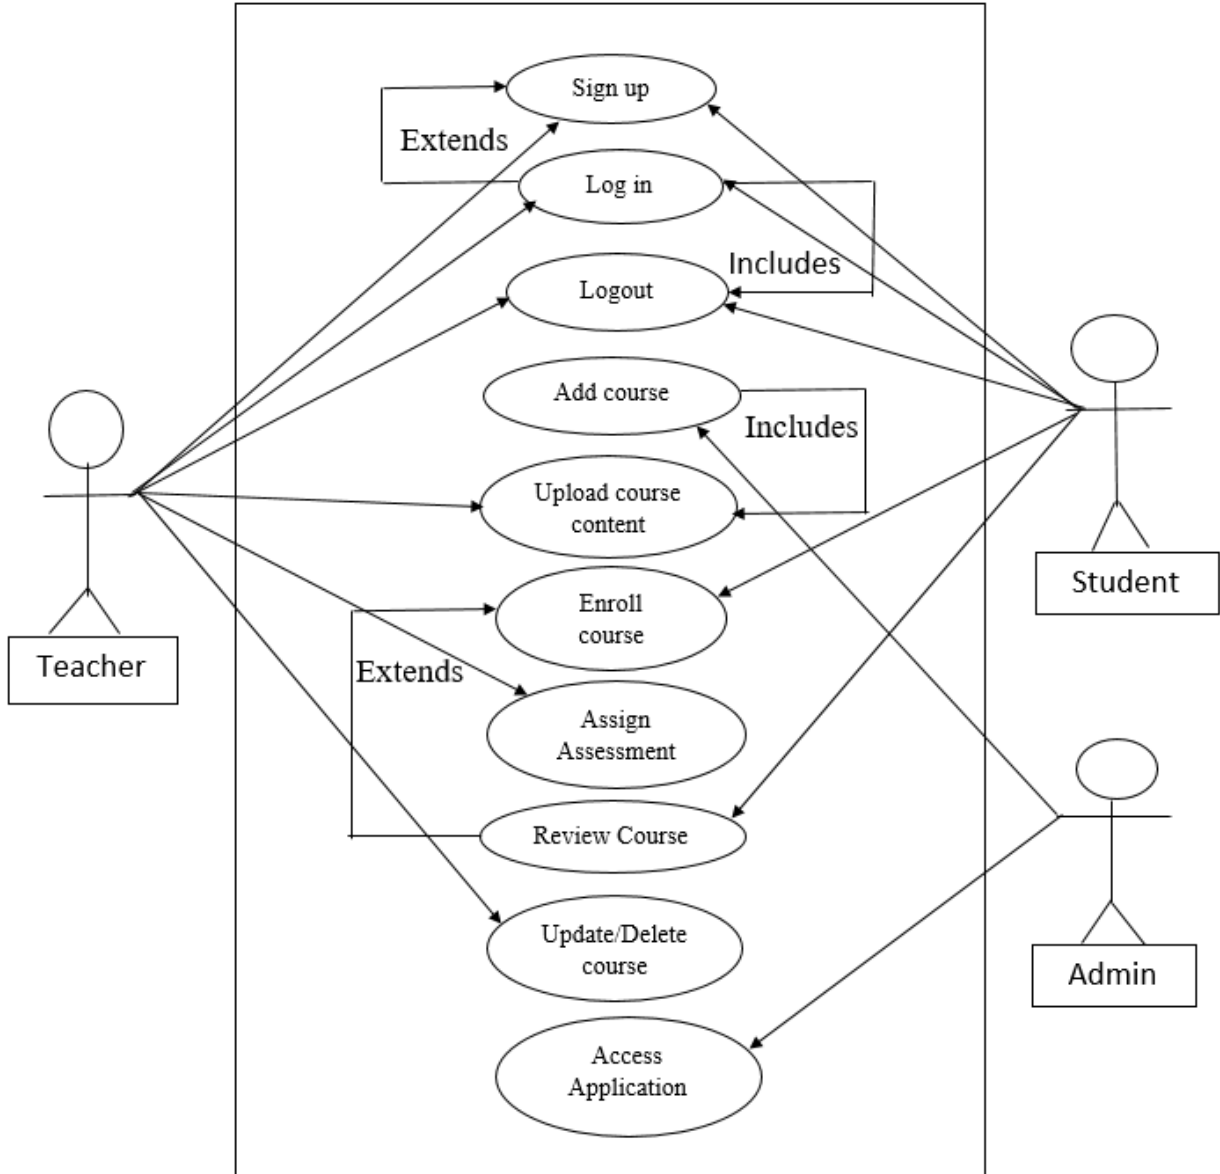 Sign up
Extends
Log in
Includes
Logout
Add course
Includes
Upload course
content
Enroll
course
Student
Teacher
Extends
Assign
Assessment
Review Course
Update/Delete
course
Admin
Access
Application